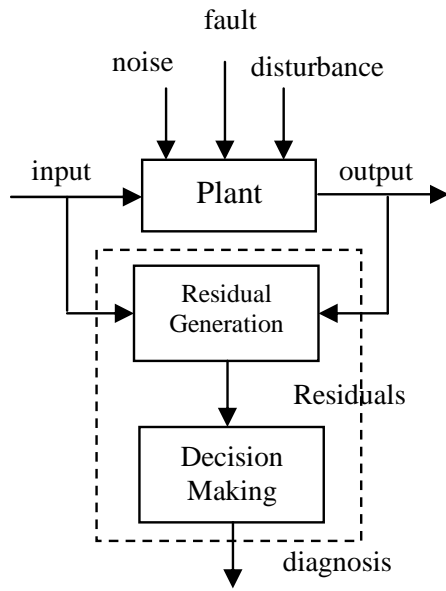 fault
noise
disturbance
input
Plant
output
Residual
Generation
Residuals
Decision
Making
diagnosis